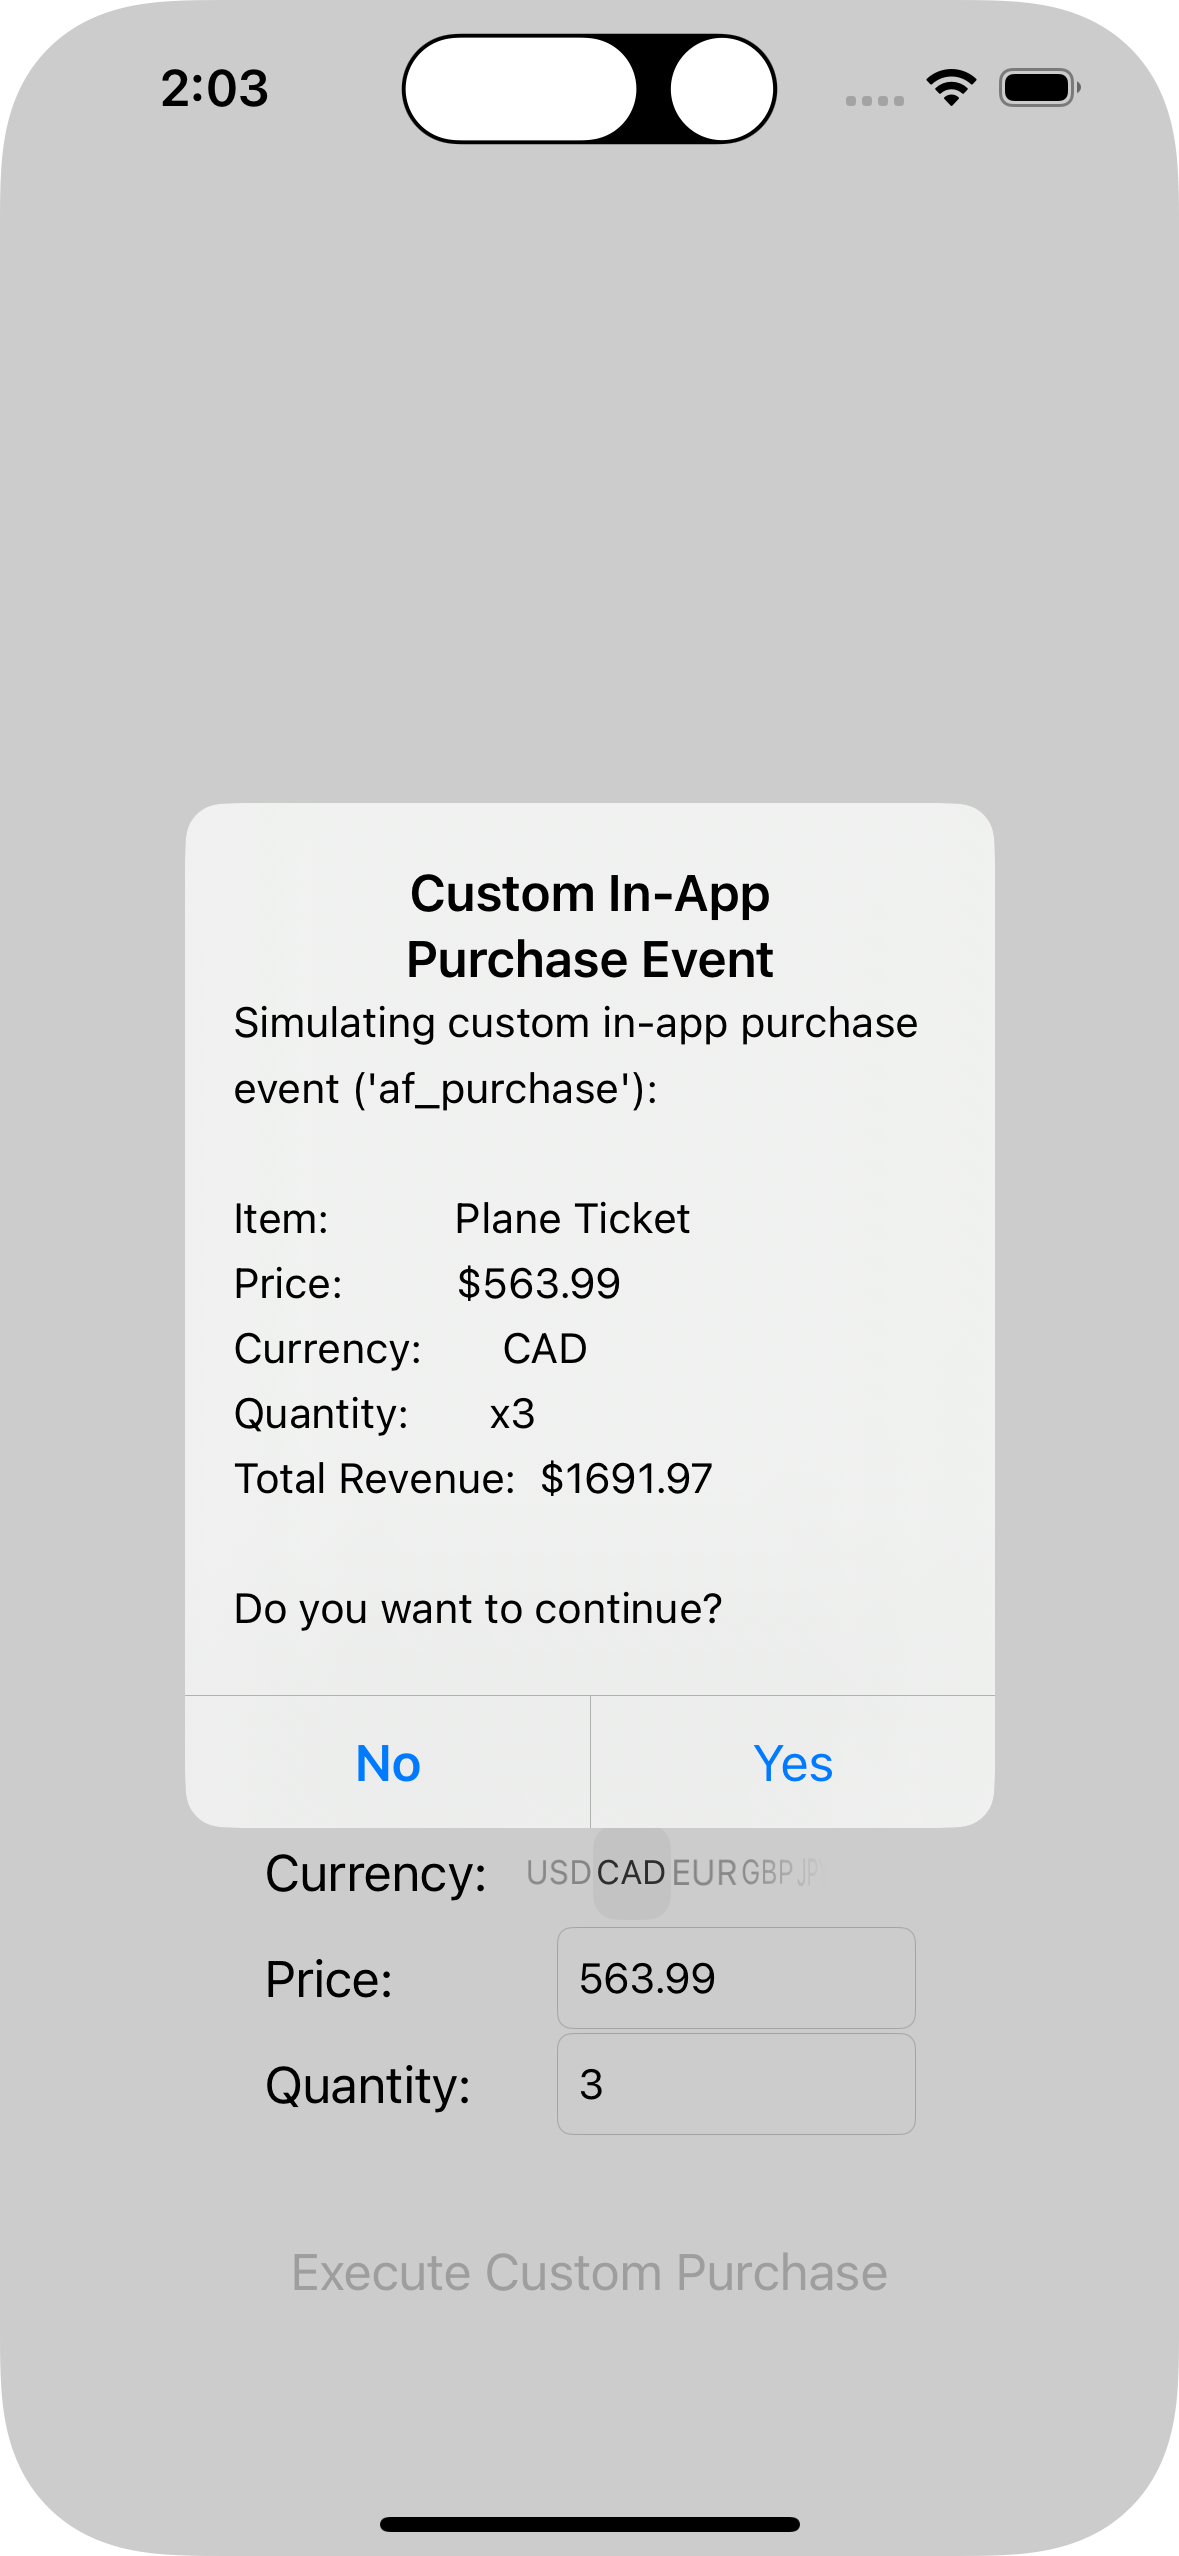 2:03
Custom In-App
Purchase Event
Simulating custom in-app purchase
event ('af_purchase'):
Item: Plane Ticket
Price: $563.99
Currency: CAD
Quantity: x3
Total Revenue: $1691.97
Do you want to continue?
No Yes
Currency: USD CAD EUR GBP JPY
Price: 563.99
Quantity: 3
Execute Custom Purchase